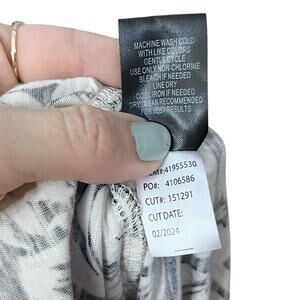 MACHINE WASH COLD
WITH LIKE COLORS
GENTLE CYCLE
USE ONLY NON-CHLORINE
BLEACH IF NEEDED
LINE DRY
COOL IRON IF NEEDED
DRY CLEAN RECOMMENDED
FOR BEST RESULTS
ITEM#:41955530
PO#: 4106586
CUT#: 151291
CUT DATE:
02/2024